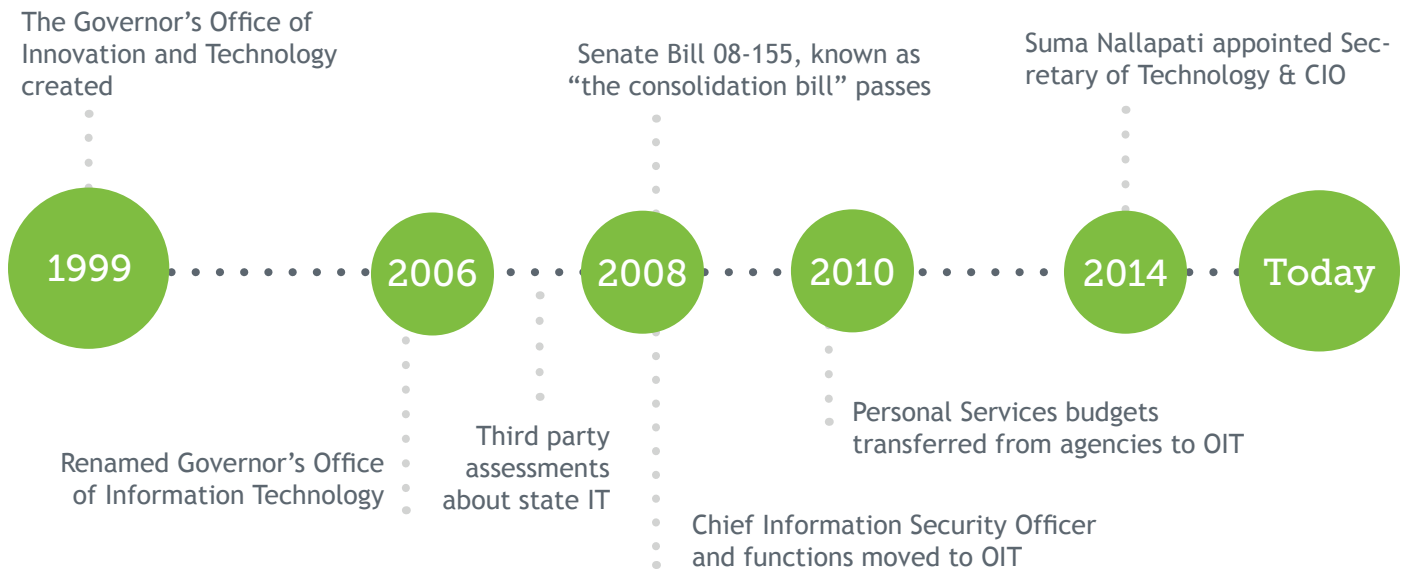 The Governor’s Office of
Innovation and Technology
created
Senate Bill 08-155, known as
“the consolidation bill” passes
Suma Nallapati appointed Sec-
retary of Technology & CIO
1999
2006
2008
2010
2014
Today
Renamed Governor’s Office
of Information Technology
Third party
assessments
about state IT
Chief Information Security Officer
and functions moved to OIT
Personal Services budgets
transferred from agencies to OIT